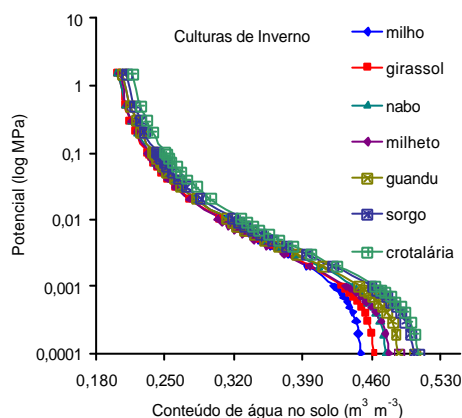 Culturas de Inverno
Potencial (log MPa)
10
1
0,1
0,01
0,001
0,0001
0,180
0,250
0,320
0,390
0,460
0,530
Conteúdo de água no solo (m³ m⁻³)
milho
girassol
nabo
milheto
guandu
sorgo
crotalária